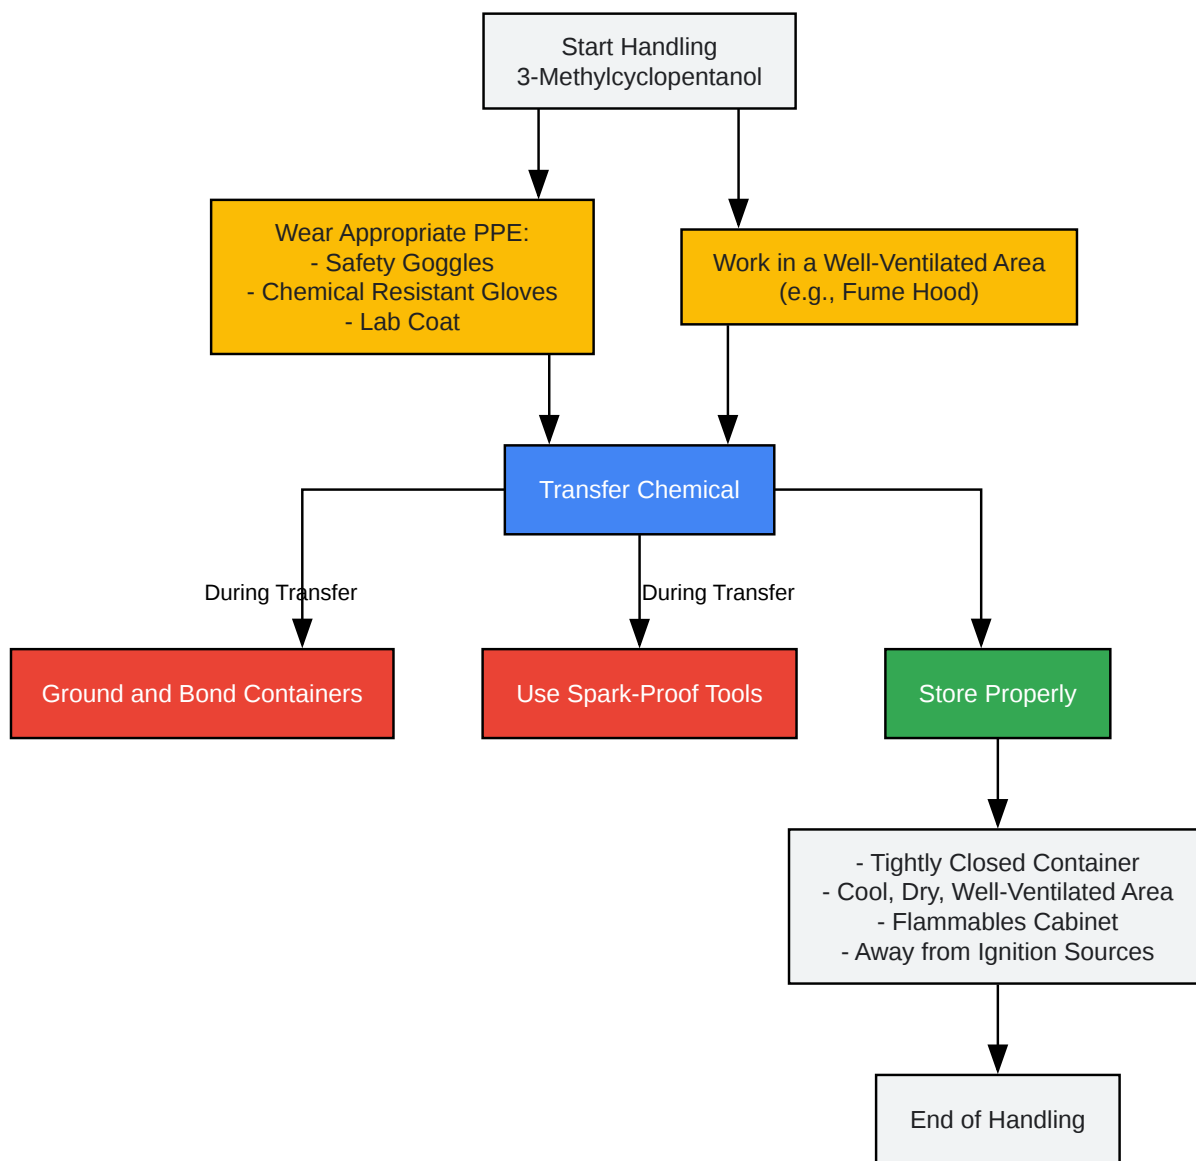 Start Handling
3-Methylcyclopentanol
Wear Appropriate PPE:
- Safety Goggles
- Chemical Resistant Gloves
- Lab Coat
Work in a Well-Ventilated Area
(e.g., Fume Hood)
Transfer Chemical
During Transfer
During Transfer
Ground and Bond Containers
Use Spark-Proof Tools
Store Properly
- Tightly Closed Container
- Cool, Dry, Well-Ventilated Area
- Flammables Cabinet
- Away from Ignition Sources
End of Handling